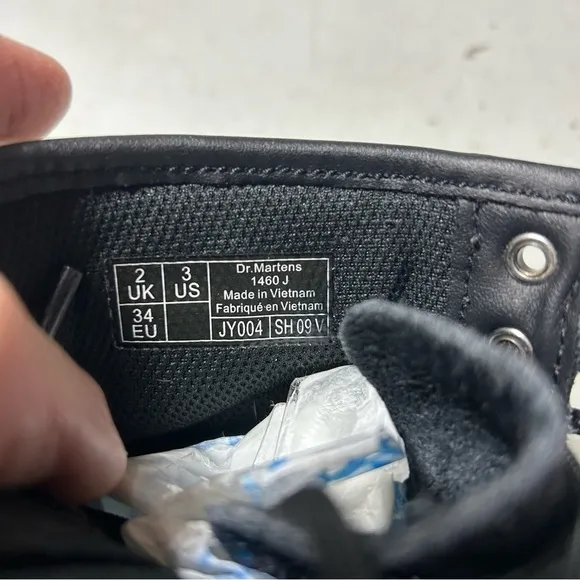 2 UK
3 US
34 EU
Dr.Martens
1460 J
Made in Vietnam
Fabriqué en Vietnam
JY004 SH 09 V